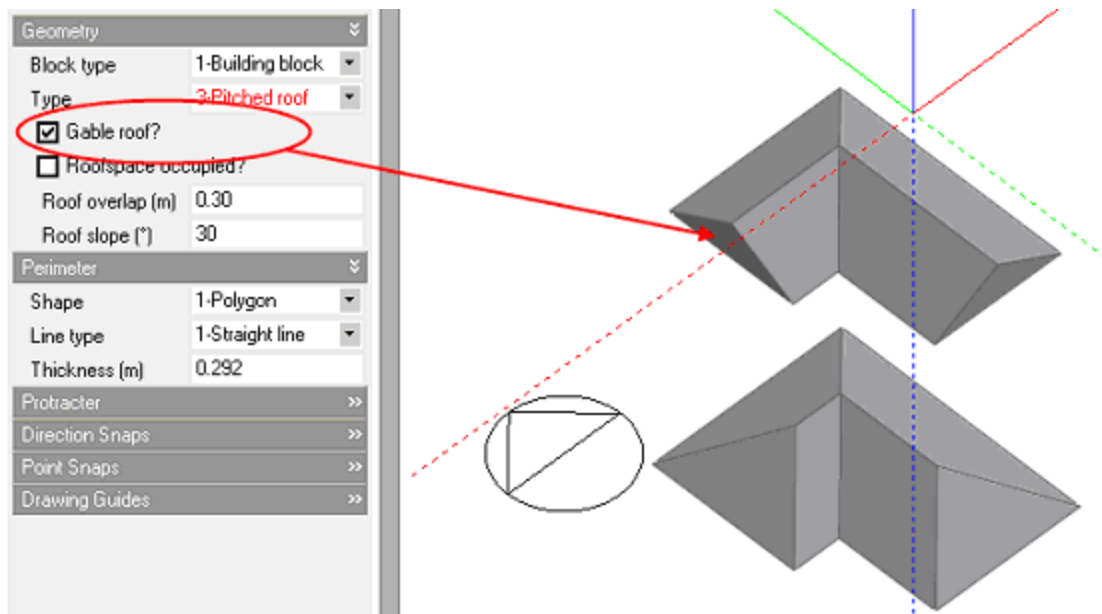 Geometry
Block type 1-Building block
Type 3-Pitched roof
Gable roof?
Roofspace occupied?
Roof overlap (m) 0.30
Roof slope (°) 30
Perimeter
Shape 1-Polygon
Line type 1-Straight line
Thickness (m) 0.292
Protracter
Direction Snaps
Point Snaps
Drawing Guides